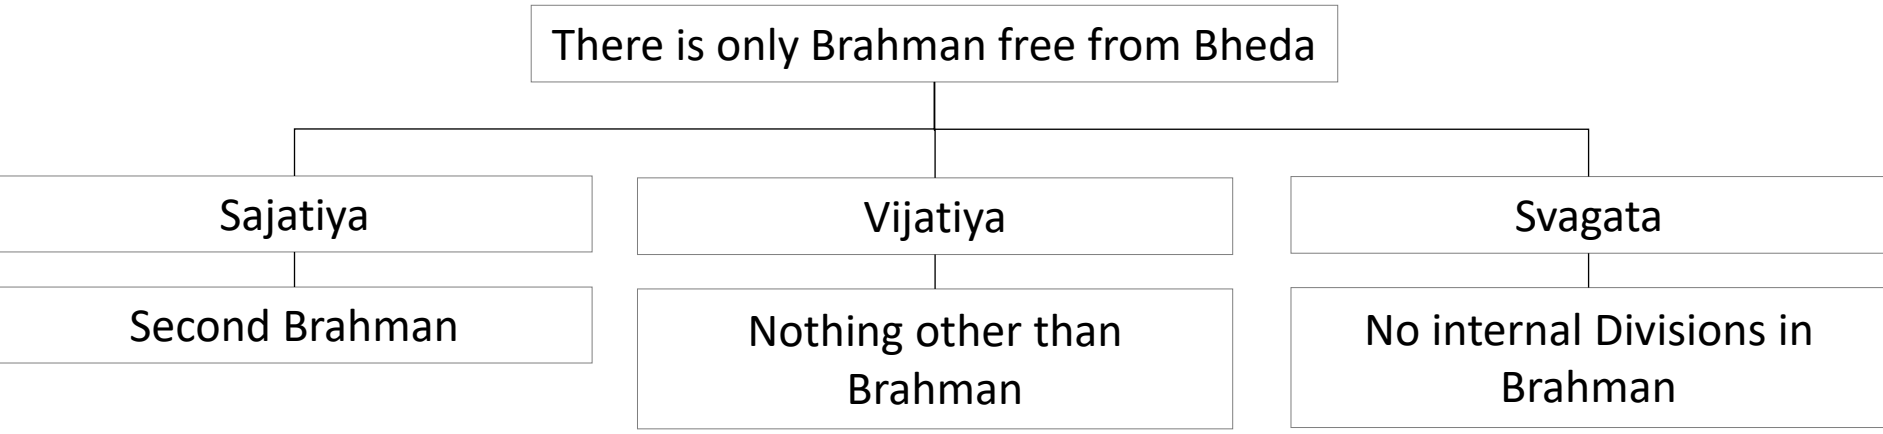 There is only Brahman free from Bheda
Sajatiya
Vijatiya
Svagata
Second Brahman
Nothing other than
Brahman
No internal Divisions in
Brahman